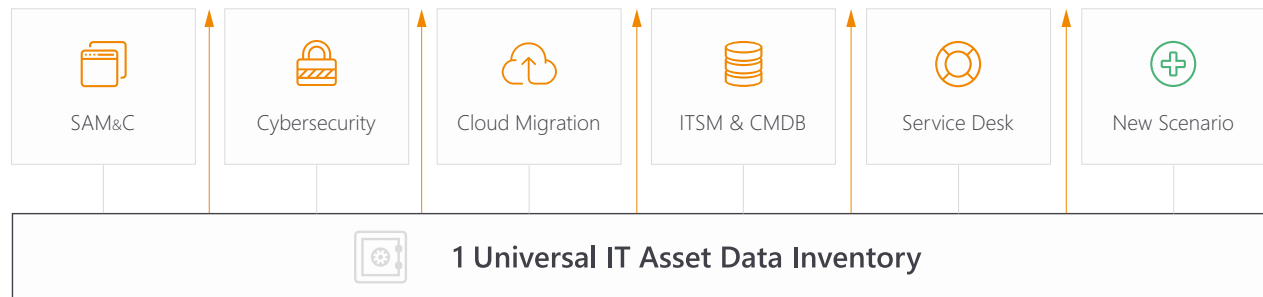 SAM&C
Cybersecurity
Cloud Migration
ITSM & CMDB
Service Desk
New Scenario
1 Universal IT Asset Data Inventory